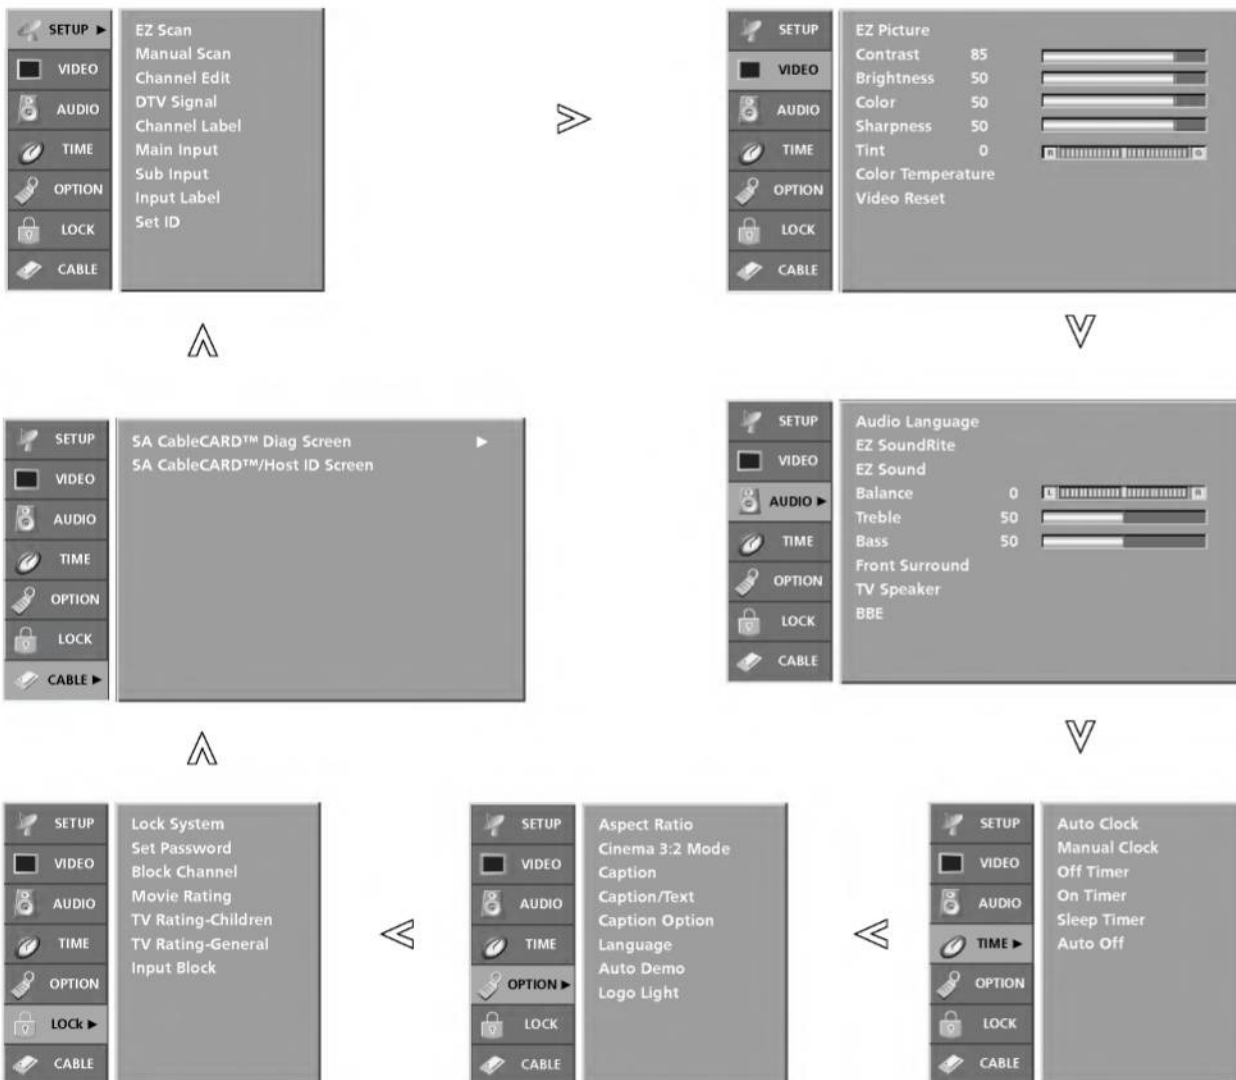 SETUP ▶
VIDEO
AUDIO
TIME
OPTION
LOCK
CABLE
EZ Scan
Manual Scan
Channel Edit
DTV Signal
Channel Label
Main Input
Sub Input
Input Label
Set ID
SETUP
VIDEO
AUDIO
TIME
OPTION
LOCK
CABLE
EZ Picture
Contrast 85
Brightness 50
Color 50
Sharpness 50
Tint 0 R G
Color Temperature
Video Reset
SETUP
VIDEO
AUDIO
TIME
OPTION
LOCK
CABLE ▶
SA CableCARD™ Diag Screen ▶
SA CableCARD™/Host ID Screen
SETUP
VIDEO
AUDIO ▶
TIME
OPTION
LOCK
CABLE
Audio Language
EZ SoundRite
EZ Sound
Balance 0 L R
Treble 50
Bass 50
Front Surround
TV Speaker
BBE
SETUP
VIDEO
AUDIO
TIME
OPTION
LOCk ▶
CABLE
Lock System
Set Password
Block Channel
Movie Rating
TV Rating-Children
TV Rating-General
Input Block
SETUP
VIDEO
AUDIO
TIME
OPTION ▶
LOCK
CABLE
Aspect Ratio
Cinema 3:2 Mode
Caption
Caption/Text
Caption Option
Language
Auto Demo
Logo Light
SETUP
VIDEO
AUDIO
TIME ▶
OPTION
LOCK
CABLE
Auto Clock
Manual Clock
Off Timer
On Timer
Sleep Timer
Auto Off